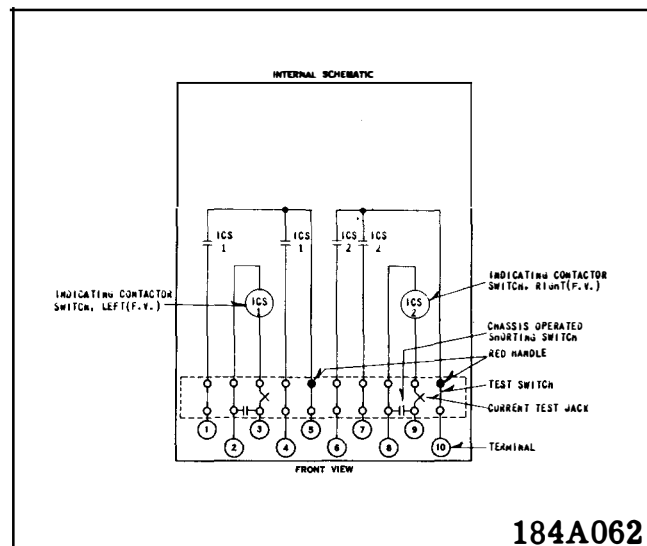 INTERNAL SCHEMATIC
ICS 1
ICS 1
ICS 2
ICS 2
INDICATING CONTACTOR
SWITCH, LEFT(F.V.)
ICS 1
ICS 2
INDICATING CONTACTOR
SWITCH, RIGHT(F.V.)
CHASSIS OPERATED
SHORTING SWITCH
RED HANDLE
TEST SWITCH
CURRENT TEST JACK
1
3
4
5
6
7
9
2
8
10
TERMINAL
FRONT VIEW
184A062